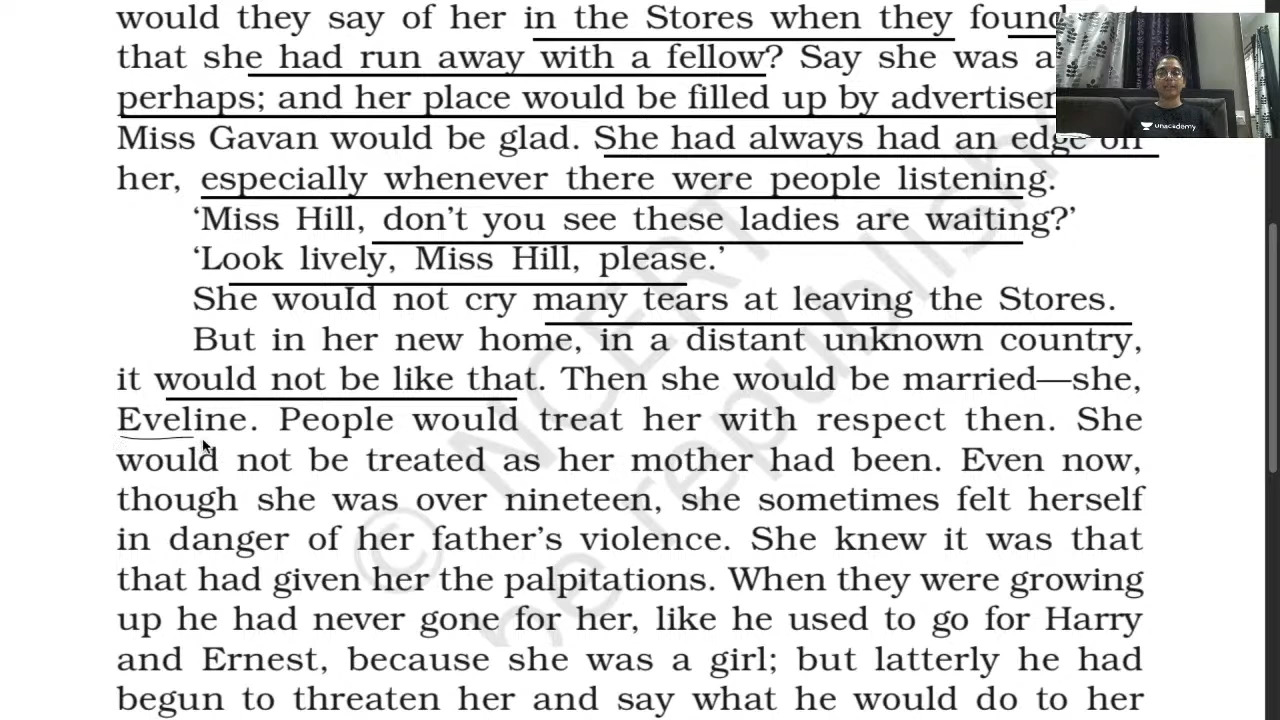 would they say of her in the Stores when they found
that she had run away with a fellow? Say she was a
perhaps; and her place would be filled up by
Miss Gavan would be glad. She had always had an edge on
her, especially whenever there were people listening.
‘Miss Hill, don’t you see these ladies are waiting?’
‘Look lively, Miss Hill, please.’
She would not cry many tears at leaving the Stores.
But in her new home, in a distant unknown country,
it would not be like that. Then she would be married—she,
Eveline. People would treat her with respect then. She
would not be treated as her mother had been. Even now,
though she was over nineteen, she sometimes felt herself
in danger of her father’s violence. She knew it was that
that had given her the palpitations. When they were growing
up he had never gone for her, like he used to go for Harry
and Ernest, because she was a girl; but latterly he had
begun to threaten her and say what he would do to her
© NCERT
be republished
unacademy